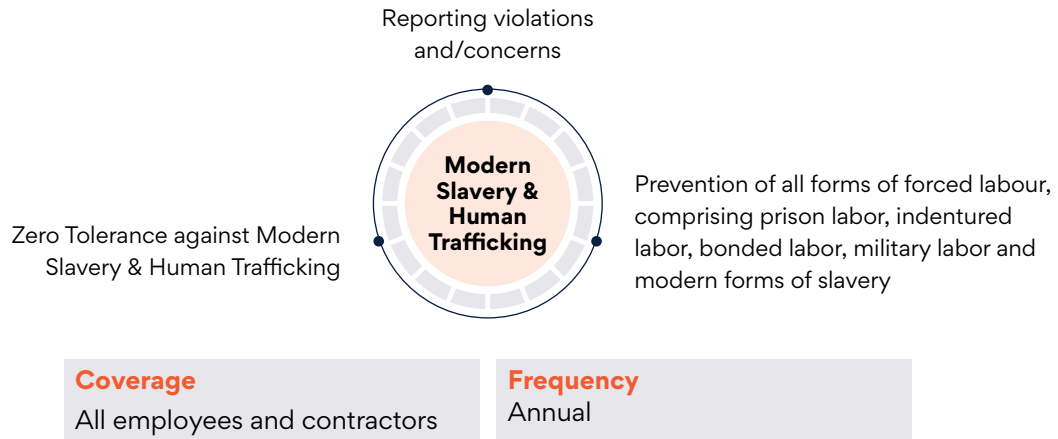 Reporting violations
and/concerns
Modern
Slavery &
Human
Trafficking
Zero Tolerance against Modern
Slavery & Human Trafficking
Prevention of all forms of forced labour,
comprising prison labor, indentured
labor, bonded labor, military labor and
modern forms of slavery
Coverage
All employees and contractors
Frequency
Annual